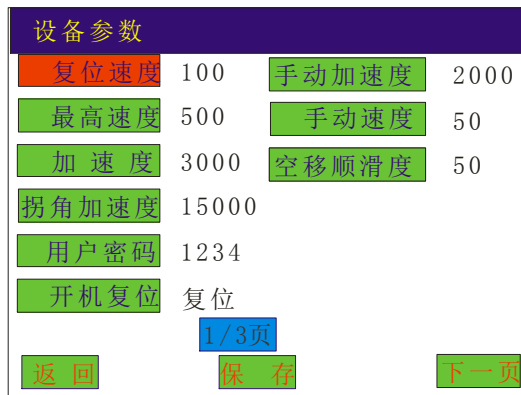 设备参数
复位速度 100 手动加速度 2000
最高速度 500 手动速度 50
加 速 度 3000 空移顺滑度 50
拐角加速度 15000
用户密码 1234
开机复位 复位
1/3页
返 回 保 存 下一页